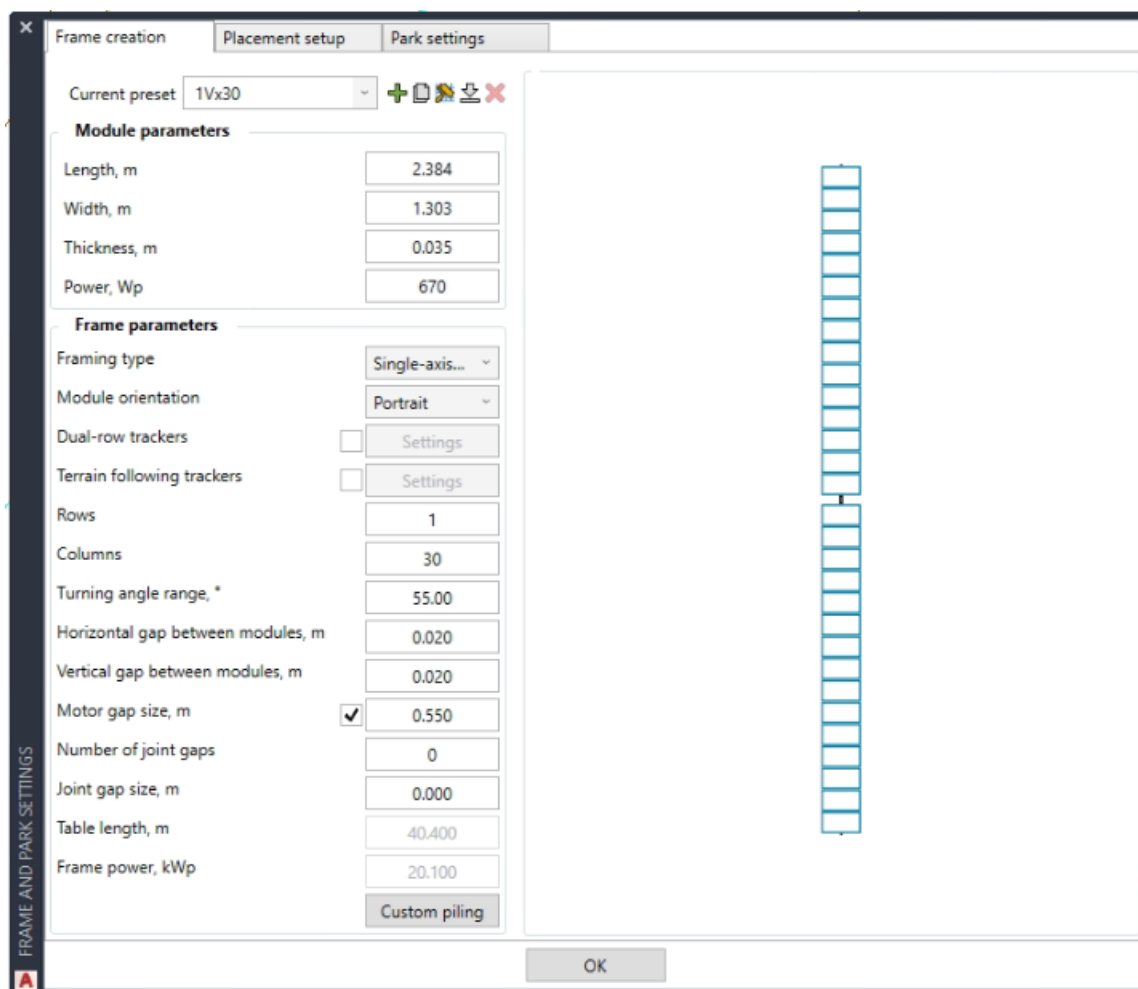 Frame creation
Placement setup
Park settings
Current preset 1Vx30
Module parameters
Length, m 2.384
Width, m 1.303
Thickness, m 0.035
Power, Wp 670
Frame parameters
Framing type Single-axis...
Module orientation Portrait
Dual-row trackers Settings
Terrain following trackers Settings
Rows 1
Columns 30
Turning angle range, ° 55.00
Horizontal gap between modules, m 0.020
Vertical gap between modules, m 0.020
Motor gap size, m 0.550
Number of joint gaps 0
Joint gap size, m 0.000
Table length, m 40.400
Frame power, kWp 20.100
Custom piling
OK
FRAME AND PARK SETTINGS
A